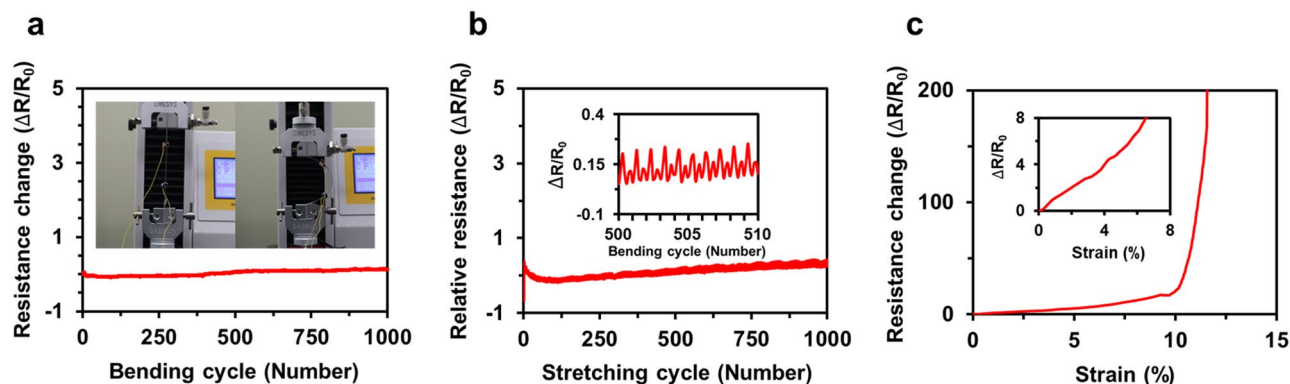 a
Resistance change (ΔR/R0)
5
3
1
-1
0
250
500
750
1000
Bending cycle (Number)
b
Relative resistance (ΔR/R0)
5
3
1
-1
0
250
500
750
1000
Stretching cycle (Number)
ΔR/R0
0.4
0.15
-0.1
500
505
510
Bending cycle (Number)
c
Resistance change (ΔR/R0)
200
100
0
0
5
10
15
Strain (%)
ΔR/R0
8
4
0
0
4
8
Strain (%)